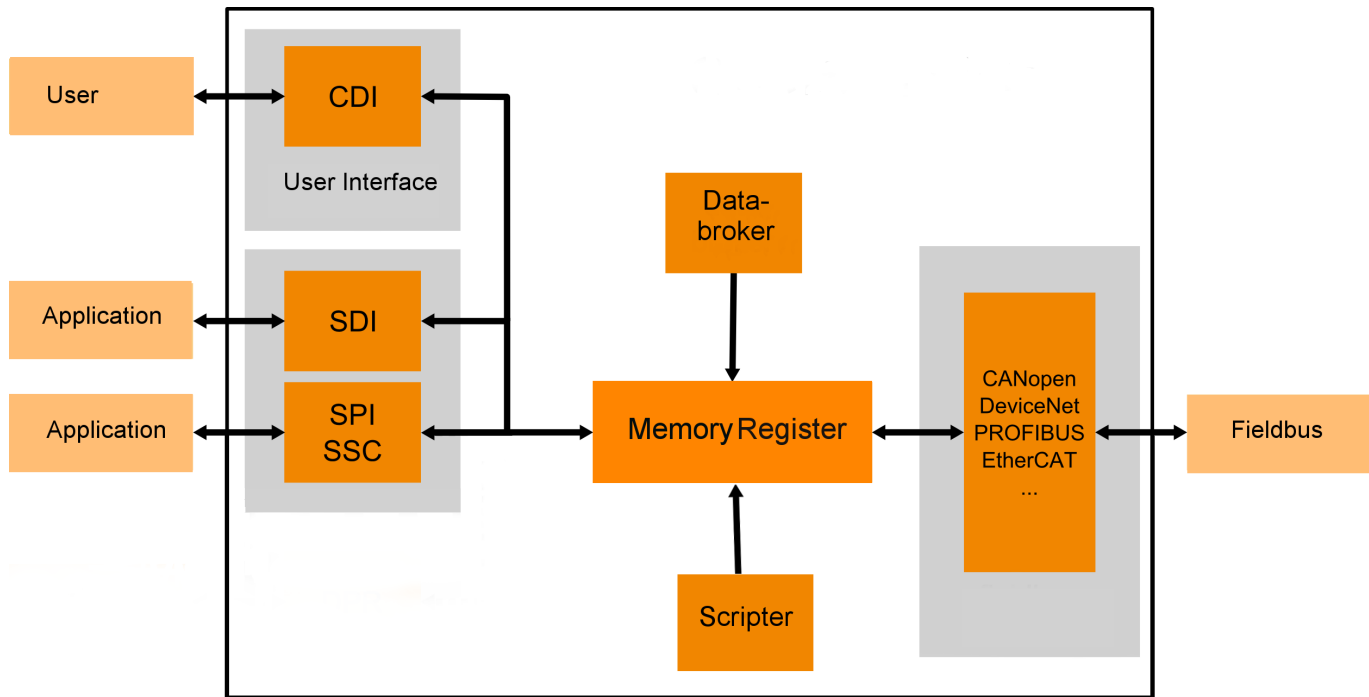 User
CDI
User Interface
Data-
broker
Application
SDI
Application
SPI
SSC
Memory Register
CANopen
DeviceNet
PROFIBUS
EtherCAT
...
Fieldbus
Scripter